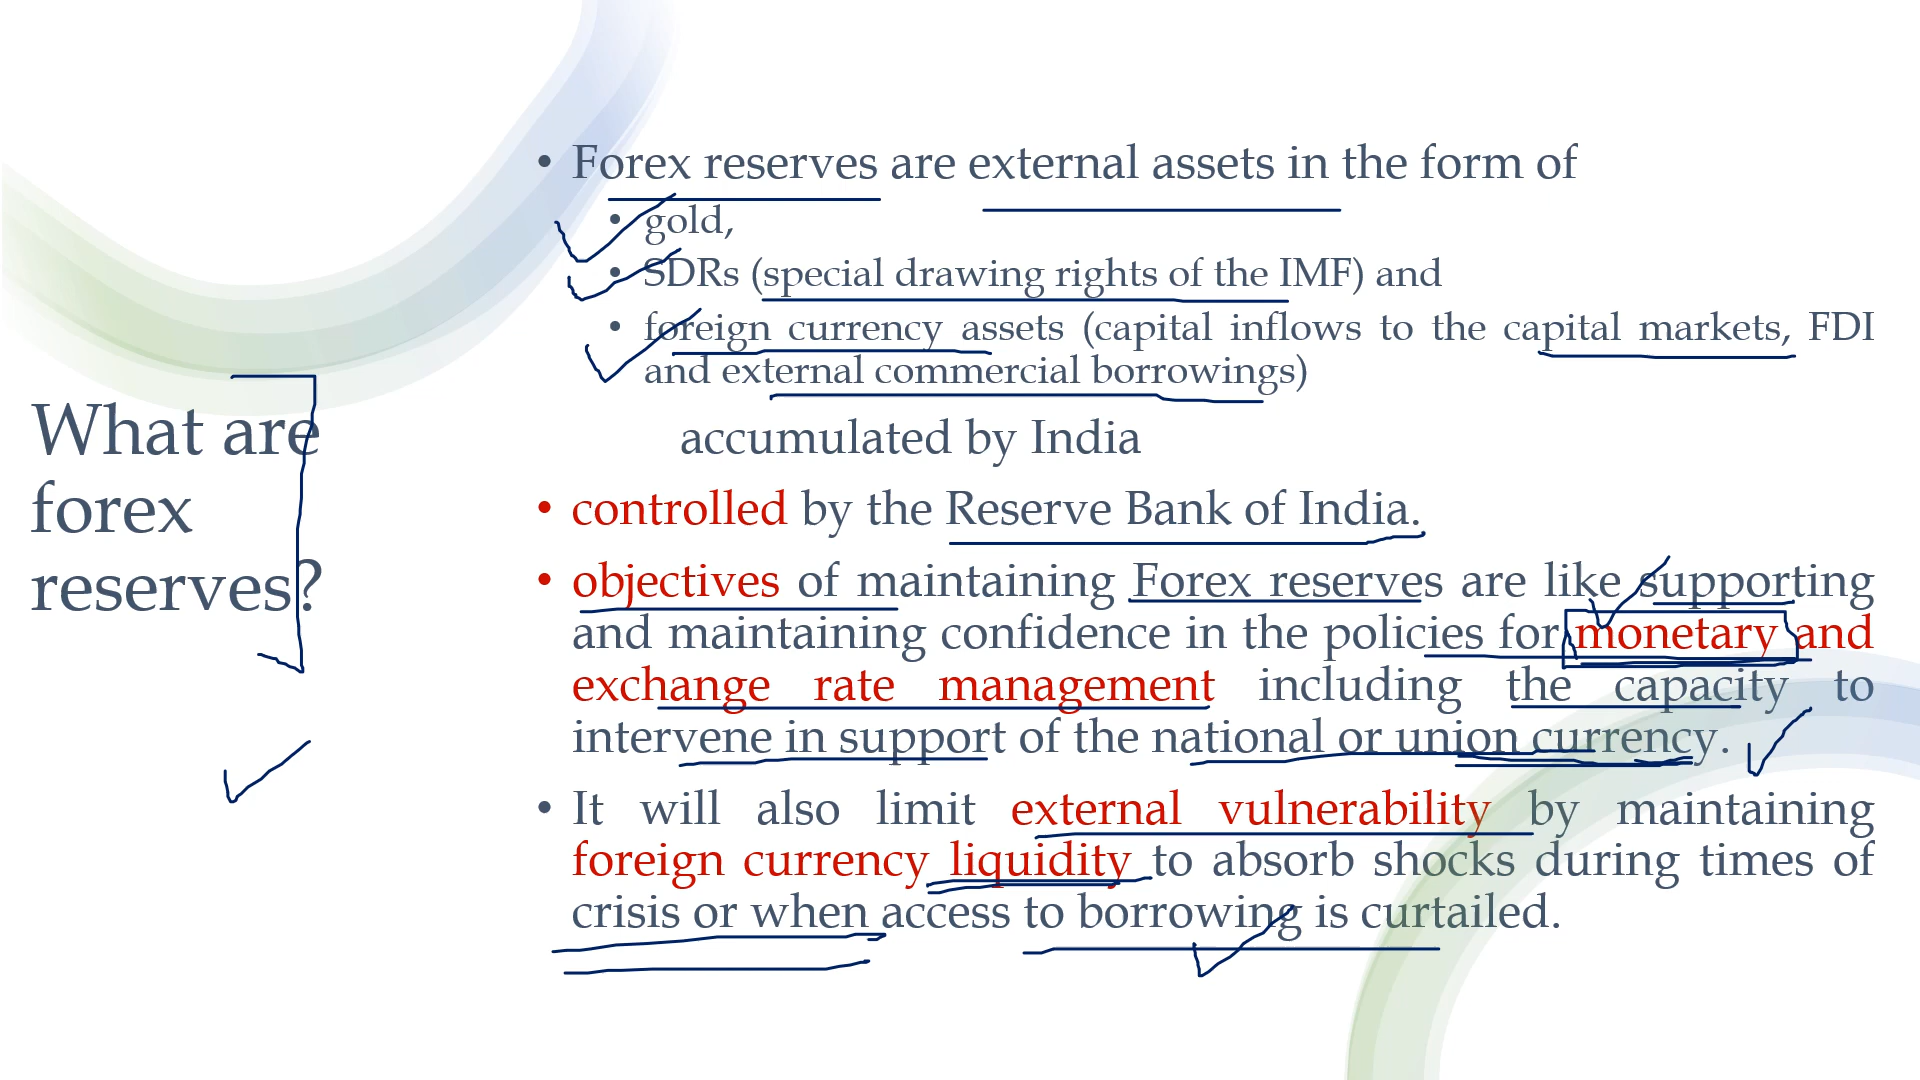 What are
forex
reserves?
• Forex reserves are external assets in the form of
• gold,
• SDRs (special drawing rights of the IMF) and
• foreign currency assets (capital inflows to the capital markets, FDI
and external commercial borrowings)
accumulated by India
• controlled by the Reserve Bank of India.
• objectives of maintaining Forex reserves are like supporting
and maintaining confidence in the policies for monetary and
exchange rate management including the capacity to
intervene in support of the national or union currency.
• It will also limit external vulnerability by maintaining
foreign currency liquidity to absorb shocks during times of
crisis or when access to borrowing is curtailed.